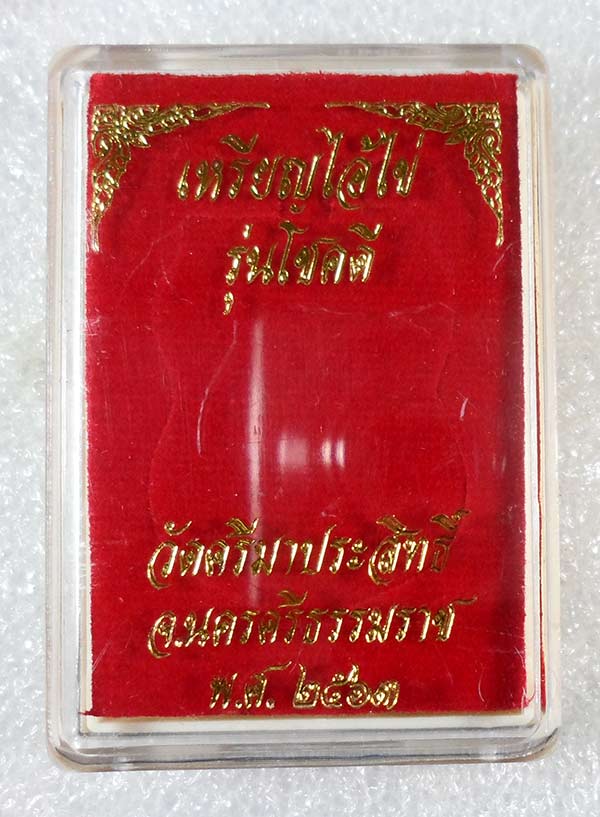 เหรียญไอ้ไข่
รุ่นโชคดี
วัดศรีมาประสิทธิ์
จ.นครศรีธรรมราช
พ.ศ. ๒๕๖๓